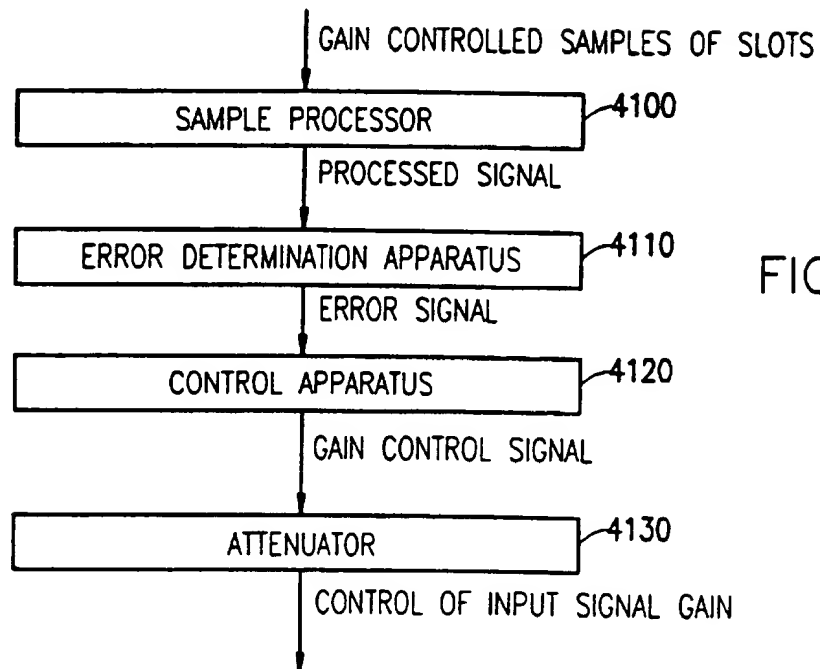 GAIN CONTROLLED SAMPLES OF SLOTS
SAMPLE PROCESSOR
4100
PROCESSED SIGNAL
ERROR DETERMINATION APPARATUS
4110
FIG
ERROR SIGNAL
CONTROL APPARATUS
4120
GAIN CONTROL SIGNAL
ATTENUATOR
4130
CONTROL OF INPUT SIGNAL GAIN